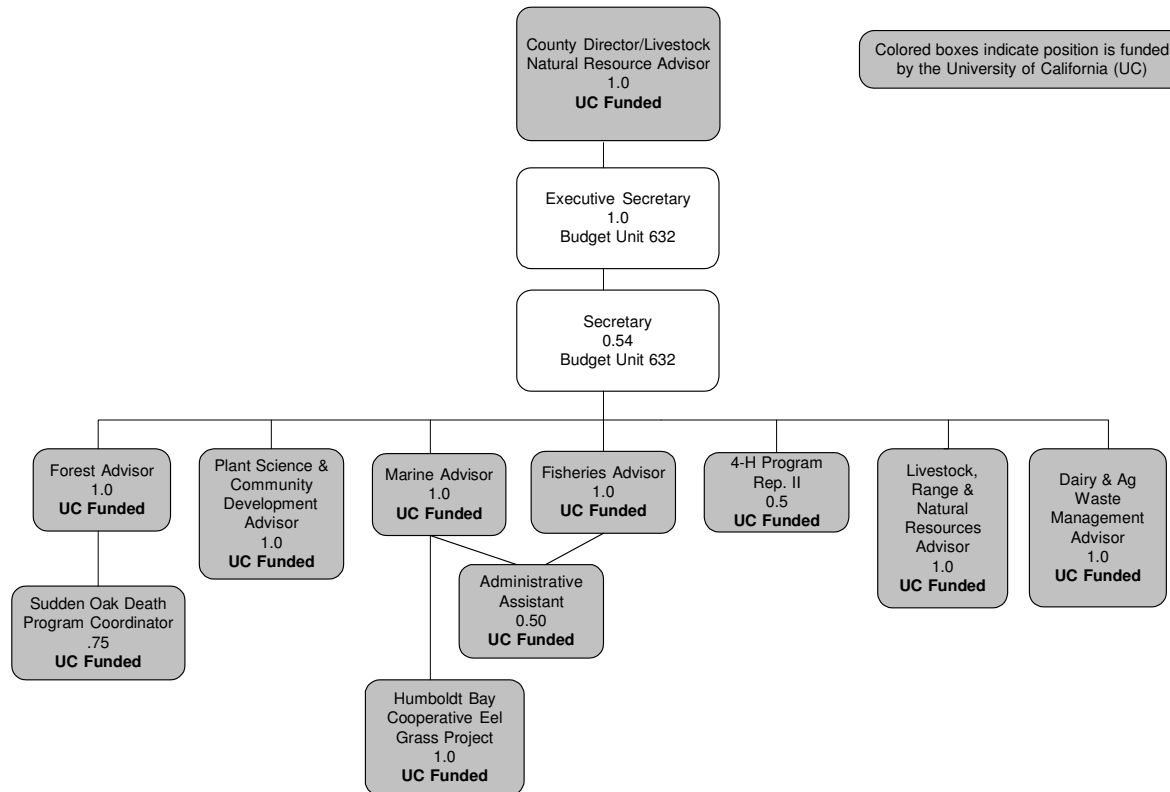 County Director/Livestock
Natural Resource Advisor
1.0
UC Funded
Colored boxes indicate position is funded
by the University of California (UC)
Executive Secretary
1.0
Budget Unit 632
Secretary
0.54
Budget Unit 632
Forest Advisor
1.0
UC Funded
Plant Science &
Community
Development
Advisor
1.0
UC Funded
Marine Advisor
1.0
UC Funded
Fisheries Advisor
1.0
UC Funded
4-H Program
Rep. II
0.5
UC Funded
Livestock,
Range &
Natural
Resources
Advisor
1.0
UC Funded
Dairy & Ag
Waste
Management
Advisor
1.0
UC Funded
Sudden Oak Death
Program Coordinator
.75
UC Funded
Administrative
Assistant
0.50
UC Funded
Humboldt Bay
Cooperative Eel
Grass Project
1.0
UC Funded